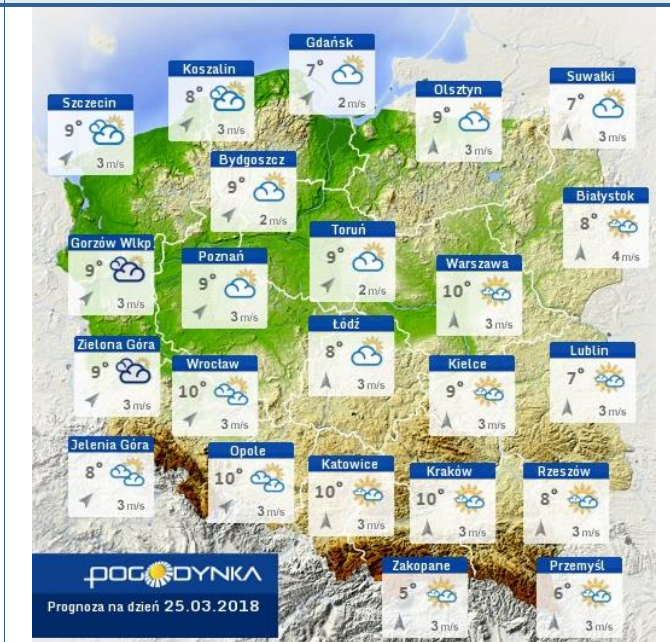 Gdańsk
7°
2 m/s
Koszalin
8°
3 m/s
Suwałki
7°
3 m/s
Olsztyn
9°
3 m/s
Szczecin
9°
3 m/s
Bydgoszcz
9°
2 m/s
Białystok
8°
4 m/s
Toruń
9°
2 m/s
Gorzów Wlkp
9°
3 m/s
Poznań
9°
3 m/s
Warszawa
10°
3 m/s
Łódź
8°
3 m/s
Zielona Góra
9°
3 m/s
Lublin
7°
3 m/s
Wrocław
10°
3 m/s
Kielce
9°
3 m/s
Jelenia Góra
8°
3 m/s
Opole
10°
3 m/s
Katowice
10°
3 m/s
Kraków
10°
3 m/s
Rzeszów
8°
3 m/s
Zakopane
5°
3 m/s
Przemyśl
6°
3 m/s
POGODYNKA
Prognoza na dzień 25.03.2018